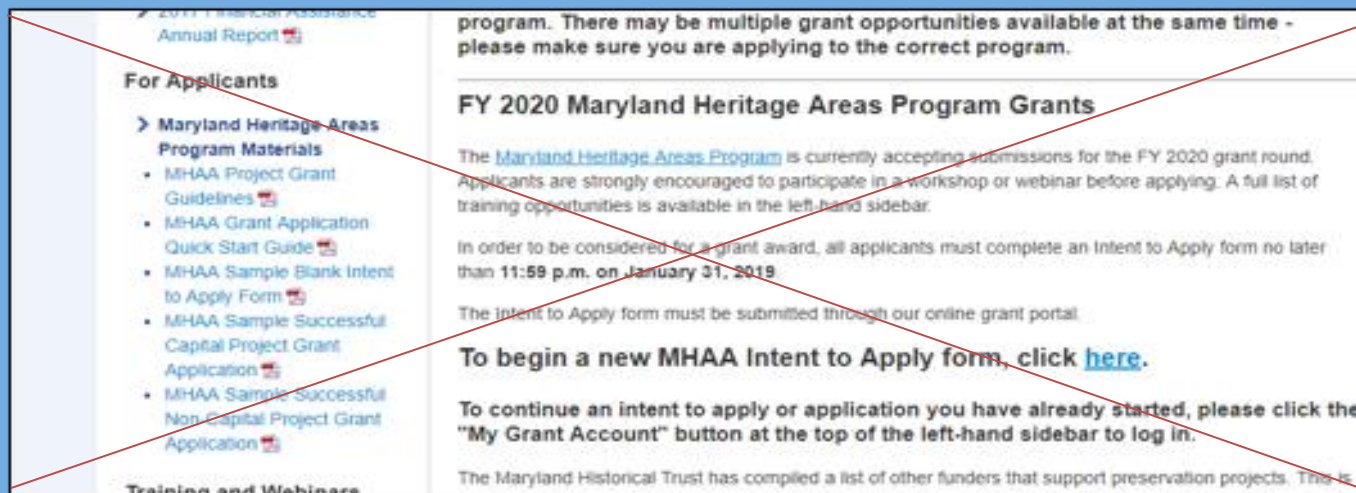 2017 Financial Assistance
Annual Report
For Applicants
Maryland Heritage Areas
Program Materials
MHAA Project Grant
Guidelines
MHAA Grant Application
Quick Start Guide
MHAA Sample Blank Intent
to Apply Form
MHAA Sample Successful
Capital Project Grant
Application
MHAA Sample Successful
Non-Capital Project Grant
Application
Training and Webinars
program. There may be multiple grant opportunities available at the same time -
please make sure you are applying to the correct program.
FY 2020 Maryland Heritage Areas Program Grants
The Maryland Heritage Areas Program is currently accepting submissions for the FY 2020 grant round.
Applicants are strongly encouraged to participate in a workshop or webinar before applying. A full list of
training opportunities is available in the left-hand sidebar.
In order to be considered for a grant award, all applicants must complete an Intent to Apply form no later
than 11:59 p.m. on January 31, 2019.
The Intent to Apply form must be submitted through our online grant portal.
To begin a new MHAA Intent to Apply form, click here.
To continue an intent to apply or application you have already started, please click the
"My Grant Account" button at the top of the left-hand sidebar to log in.
The Maryland Historical Trust has compiled a list of other funders that support preservation projects. This is